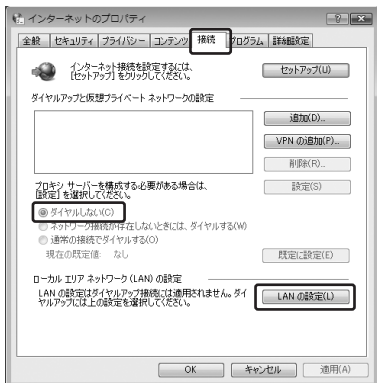 インターネットのプロパティ
全般 セキュリティ プライバシー コンテンツ 接続 プログラム 詳細設定
インターネット接続を設定するには、
[セットアップ] をクリックしてください。
セットアップ(U)
ダイヤルアップと仮想プライベート ネットワークの設定
追加(D)...
VPN の追加(P)...
削除(R)...
プロキシ サーバーを構成する必要がある場合は、
[設定] を選択してください。
設定(S)
ダイヤルしない(C)
ネットワーク接続が存在しないときには、ダイヤルする(W)
通常の接続でダイヤルする(O)
現在の既定値: なし
既定に設定(E)
ローカル エリア ネットワーク (LAN) の設定
LAN の設定はダイヤルアップ接続には適用されません。ダイ
ヤルアップには上の設定を選択してください。
LAN の設定(L)
OK キャンセル 適用(A)